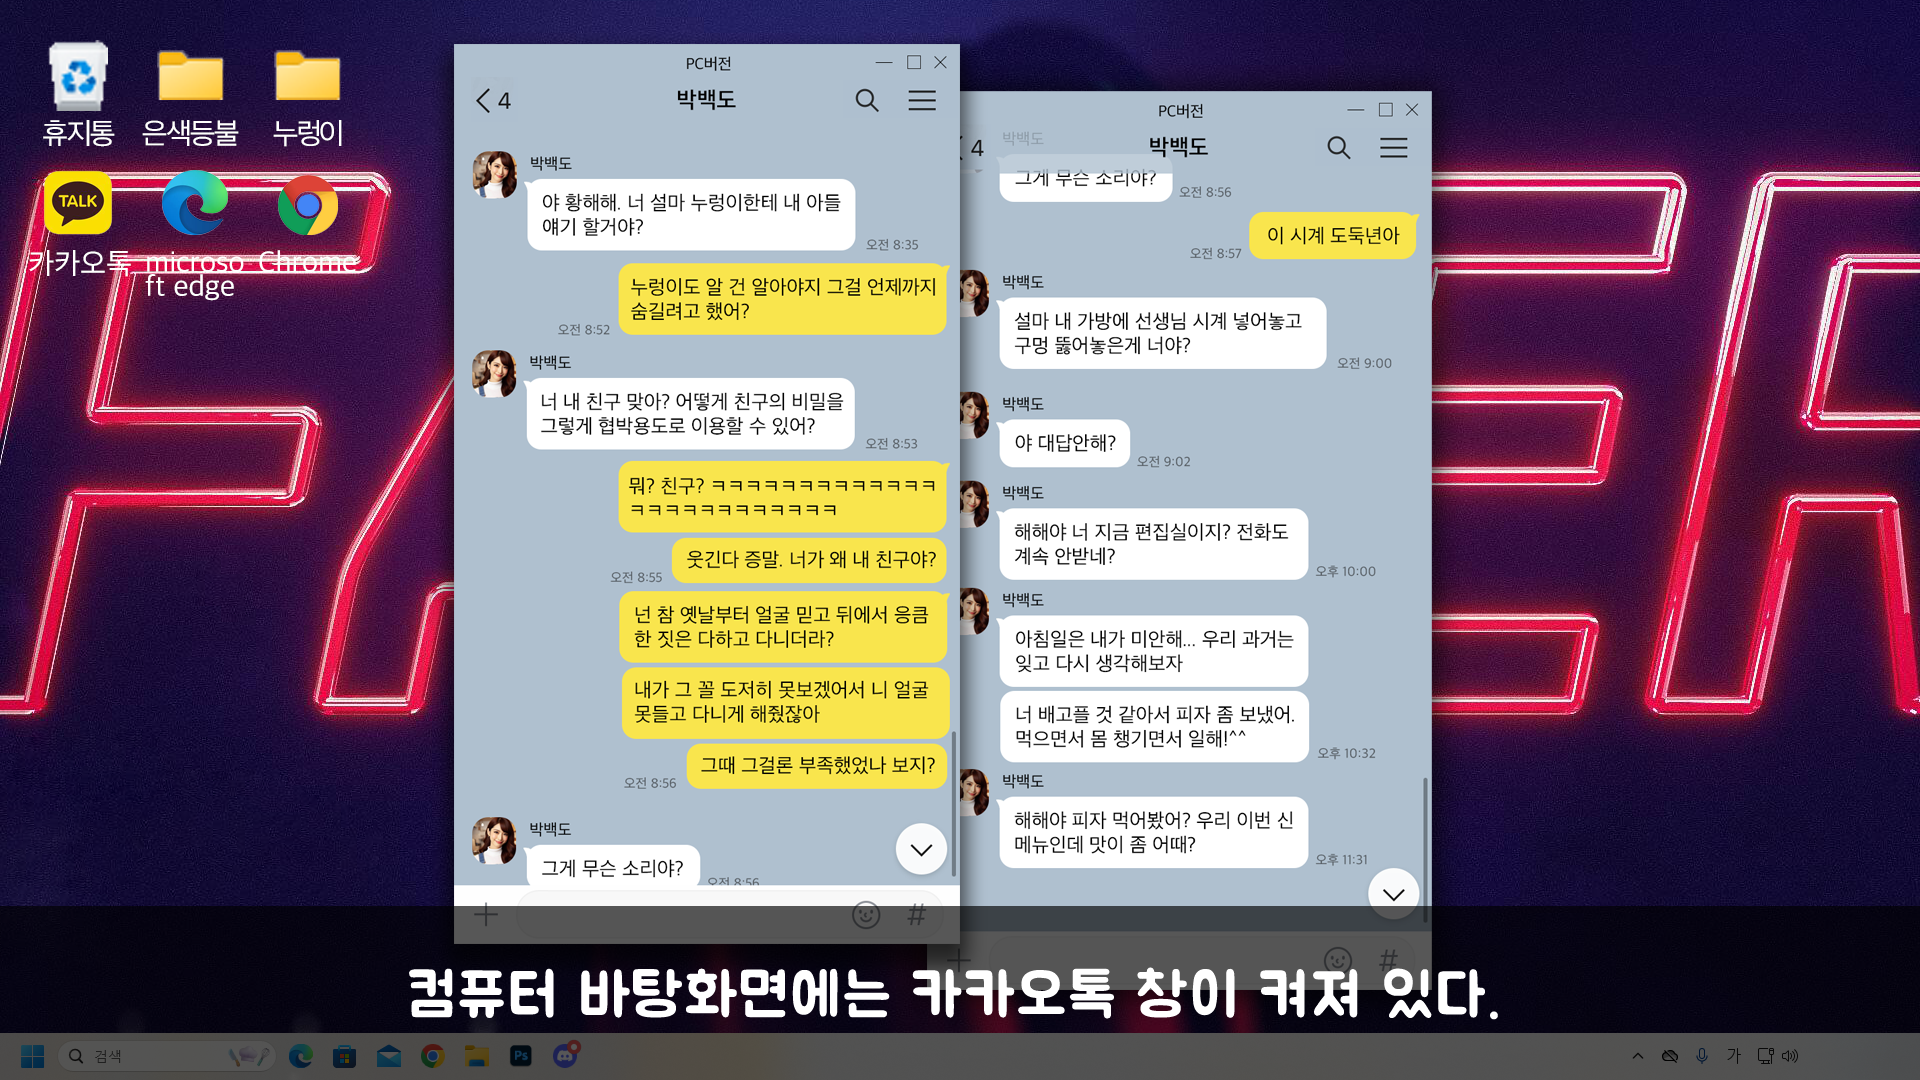 휴지통
은색등불
누렁이
TALK
카카오톡
microso
ft edge
Chrome
PC버전
4
박백도
박백도
야 황해해. 너 설마 누렁이한테 내 아들
얘기 할거야?
오전 8:35
누렁이도 알 건 알아야지 그걸 언제까지
숨길려고 했어?
오전 8:52
박백도
너 내 친구 맞아? 어떻게 친구의 비밀을
그렇게 협박용도로 이용할 수 있어?
오전 8:53
뭐? 친구? ㅋㅋㅋㅋㅋㅋㅋㅋㅋㅋㅋㅋㅋ
ㅋㅋㅋㅋㅋㅋㅋㅋㅋㅋㅋㅋ
웃긴다 증말. 너가 왜 내 친구야?
오전 8:55
넌 참 옛날부터 얼굴 믿고 뒤에서 응큼
한 짓은 다하고 다니더라?
내가 그 꼴 도저히 못보겠어서 니 얼굴
못들고 다니게 해줬잖아
그때 그걸론 부족했었나 보지?
오전 8:56
박백도
그게 무슨 소리야?
오전 8:56
#
PC버전
4
박백도
박백도
그게 무슨 소리야?
오전 8:56
이 시계 도둑년아
오전 8:57
박백도
설마 내 가방에 선생님 시계 넣어놓고
구멍 뚫어놓은게 너야?
오전 9:00
박백도
야 대답안해?
오전 9:02
박백도
해해야 너 지금 편집실이지? 전화도
계속 안받네?
오후 10:00
박백도
아침일은 내가 미안해... 우리 과거는
잊고 다시 생각해보자
너 배고플 것 같아서 피자 좀 보냈어.
먹으면서 몸 챙기면서 일해!^^
오후 10:32
박백도
해해야 피자 먹어봤어? 우리 이번 신
메뉴인데 맛이 좀 어때?
오후 11:31
#
컴퓨터 바탕화면에는 카카오톡 창이 켜져 있다.
검색
Ps
가